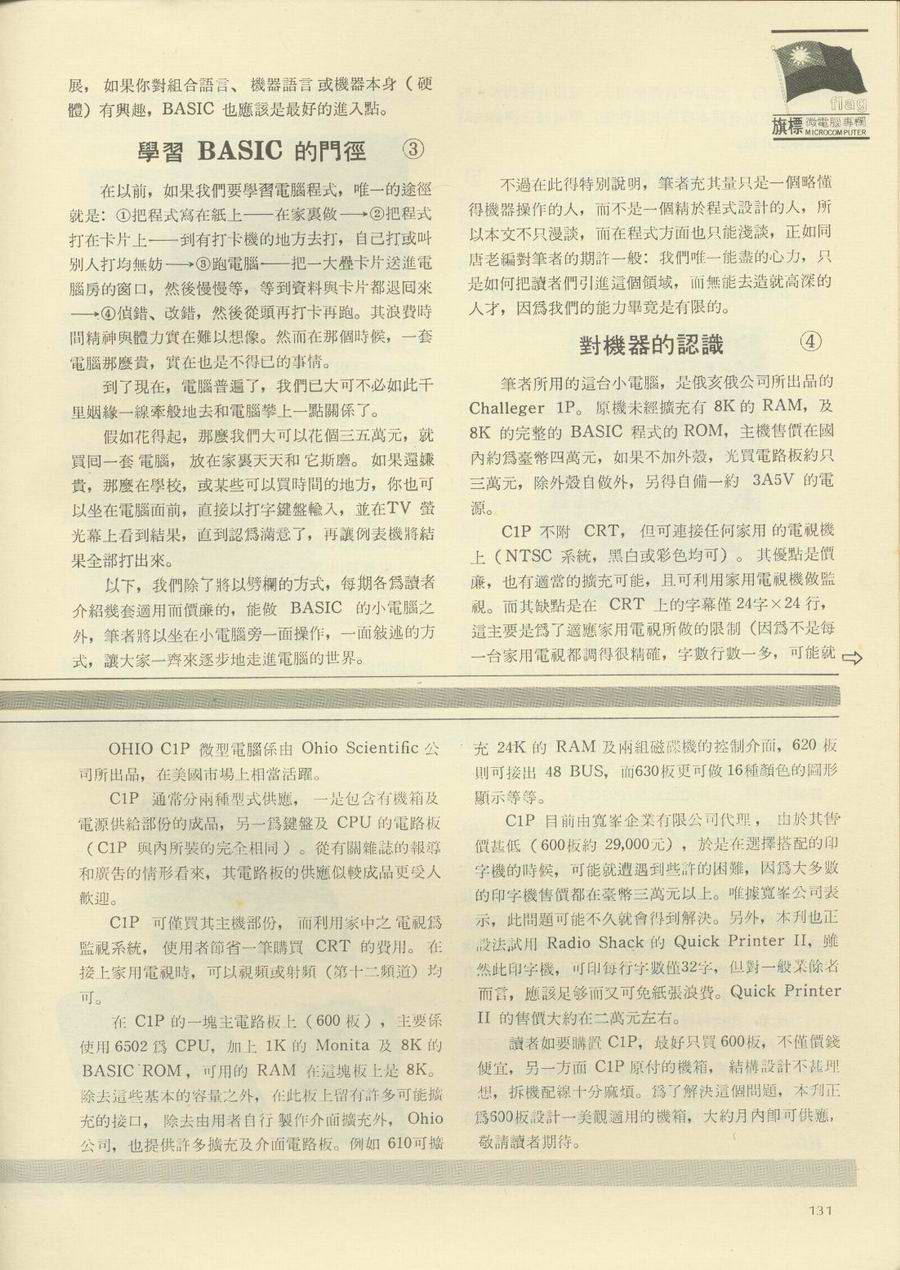 flag
旗標 微電腦專欄
MICROCOMPUTER
展，如果你對組合語言、機器語言或機器本身（硬
體）有興趣，BASIC 也應該是最好的進入點。
學習 BASIC 的門徑 ③
在以前，如果我們要學習電腦程式，唯一的途徑
就是：①把程式寫在紙上——在家裏做—→②把程式
打在卡片上——到有打卡機的地方去打，自己打或叫
別人打均無妨—→③跑電腦——把一大疊卡片送進電
腦房的窗口，然後慢慢等，等到資料與卡片都退回來
—→④偵錯、改錯，然後從頭再打卡再跑。其浪費時
間精神與體力實在難以想像。然而在那個時候，一套
電腦那麼貴，實在也是不得已的事情。
到了現在，電腦普遍了，我們已大可不必如此千
里姻緣一線牽般地去和電腦攀上一點關係了。
假如花得起，那麼我們大可以花個三五萬元，就
買回一套電腦，放在家裏天天和它斯磨。如果還嫌
貴，那麼在學校，或某些可以買時間的地方，你也可
以坐在電腦面前，直接以打字鍵盤輸入，並在TV 螢
光幕上看到結果，直到認爲滿意了，再讓例表機將結
果全部打出來。
以下，我們除了將以劈欄的方式，每期各爲讀者
介紹幾套適用而價廉的，能做 BASIC 的小電腦之
外，筆者將以坐在小電腦旁一面操作，一面敍述的方
式，讓大家一齊來逐步地走進電腦的世界。
不過在此得特別說明，筆者充其量只是一個略懂
得機器操作的人，而不是一個精於程式設計的人，所
以本文不只漫談，而在程式方面也只能淺談，正如同
唐老編對筆者的期許一般：我們唯一能盡的心力，只
是如何把讀者們引進這個領域，而無能去造就高深的
人才，因爲我們的能力畢竟是有限的。
對機器的認識 ④
筆者所用的這台小電腦，是俄亥俄公司所出品的
Challeger 1P。原機未經擴充有 8K 的 RAM，及
8K 的完整的 BASIC 程式的 ROM，主機售價在國
內約爲臺幣四萬元，如果不加外殼，光買電路板約只
三萬元，除外殼自做外，另得自備一約 3A5V 的電
源。
C1P 不附 CRT，但可連接任何家用的電視機
上（NTSC 系統，黑白或彩色均可）。其優點是價
廉，也有適當的擴充可能，且可利用家用電視機做監
視。而其缺點是在 CRT 上的字幕僅24字×24 行，
這主要是爲了適應家用電視所做的限制（因爲不是每
一台家用電視都調得很精確，字數行數一多，可能就⇨
OHIO C1P 微型電腦係由 Ohio Scientific 公
司所出品，在美國市場上相當活躍。
C1P 通常分兩種型式供應，一是包含有機箱及
電源供給部份的成品，另一爲鍵盤及 CPU 的電路板
（C1P 與內所裝的完全相同）。從有關雜誌的報導
和廣告的情形看來，其電路板的供應似較成品更受人
歡迎。
C1P 可僅買其主機部份，而利用家中之電視爲
監視系統，使用者節省一筆購買 CRT 的費用。在
接上家用電視時，可以視頻或射頻（第十二頻道）均
可。
在 C1P 的一塊主電路板上（600 板），主要係
使用 6502 爲 CPU，加上 1K 的 Monita 及 8K 的
BASIC ROM，可用的 RAM 在這塊板上是 8K。
除去這些基本的容量之外，在此板上留有許多可能擴
充的接口，除去由用者自行製作介面擴充外，Ohio
公司，也提供許多擴充及介面電路板。例如 610可擴
充 24K 的 RAM 及兩組磁碟機的控制介面，620 板
則可接出 48 BUS，而630板更可做16種顏色的圖形
顯示等等。
C1P 目前由寬峯企業有限公司代理，由於其售
價甚低（600板約 29,000元），於是在選擇搭配的印
字機的時候，可能就遭遇到些許的困難，因爲大多數
的印字機售價都在臺幣三萬元以上。唯據寬峯公司表
示，此問題可能不久就會得到解決。另外，本刊也正
設法試用 Radio Shack 的 Quick Printer II，雖
然此印字機，可印每行字數僅32字，但對一般業餘者
而言，應該足够而又可免紙張浪費。Quick Printer
II 的售價大約在二萬元左右。
讀者如要購置 C1P，最好只買 600板，不僅價錢
便宜，另一方面 C1P 原付的機箱，結構設計不甚理
想，拆機配線十分麻煩。爲了解決這個問題，本刊正
爲600板設計一美觀適用的機箱，大約月內卽可供應，
敬請讀者期待。
131